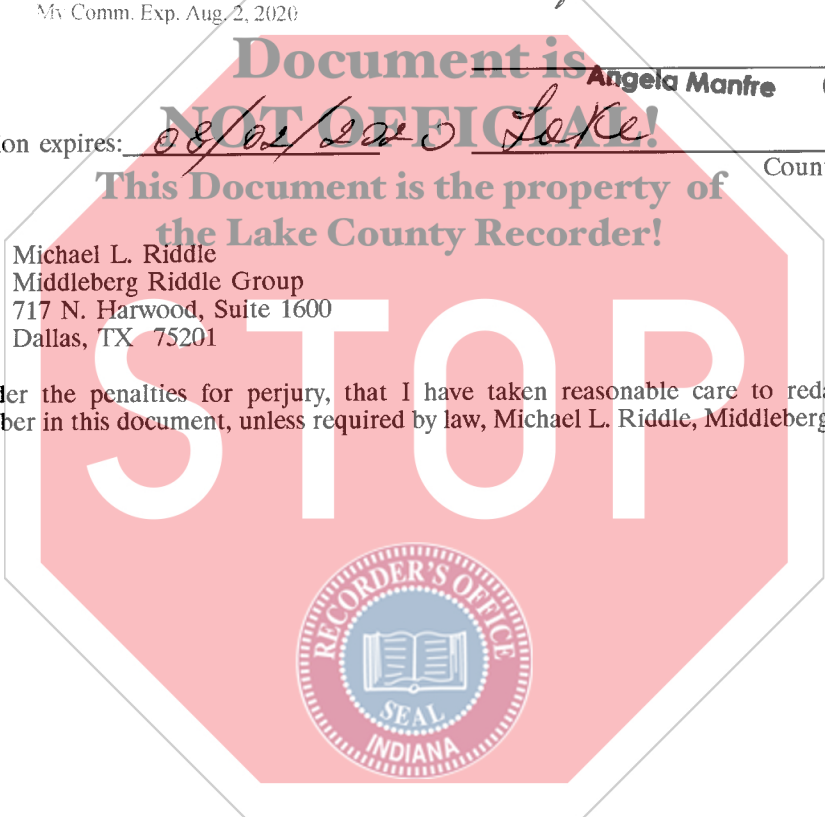 My Comm. Exp. Aug. 2, 2020
Document is
Angela Manfre
NOT OFFICIAL!
on expires: 08/02/2020 Lake
Coun
This Document is the property of
the Lake County Recorder!
Michael L. Riddle
Middleberg Riddle Group
717 N. Harwood, Suite 1600
Dallas, TX 75201
der the penalties for perjury, that I have taken reasonable care to reda
ber in this document, unless required by law, Michael L. Riddle, Middleberg
STOP
RECORDER'S OFFICE
SEAL
INDIANA